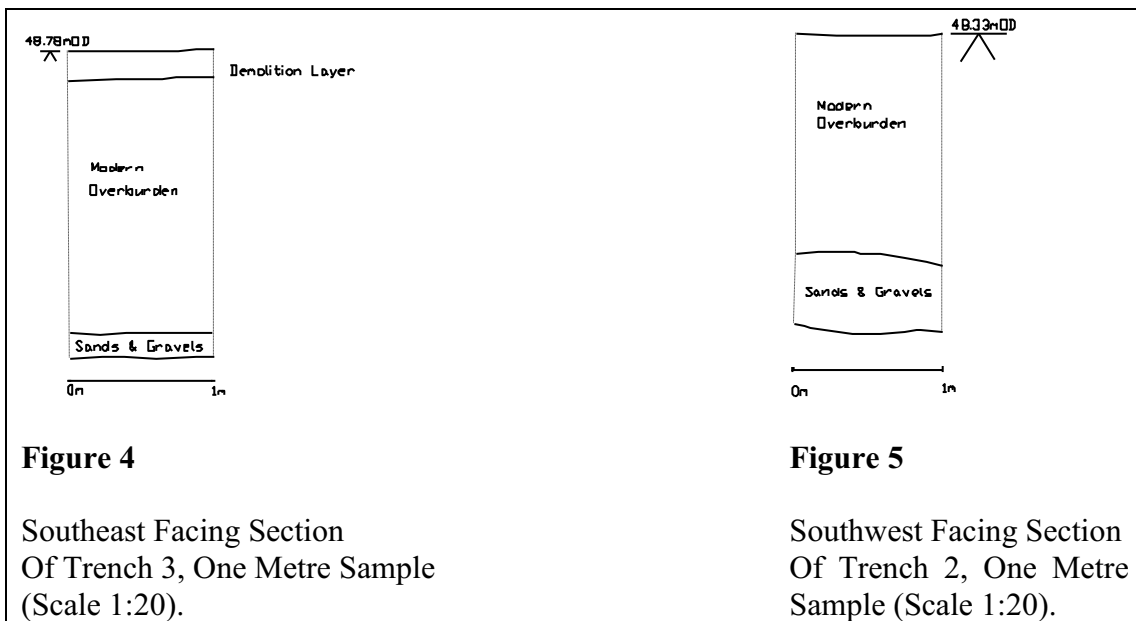 48.78mOD
Demolition Layer
Modern
Overburden
Sands & Gravels
0m 1m
Figure 4
Southeast Facing Section
Of Trench 3, One Metre Sample
(Scale 1:20).
48.33mOD
Modern
Overburden
Sands & Gravels
0m 1m
Figure 5
Southwest Facing Section
Of Trench 2, One Metre
Sample (Scale 1:20).